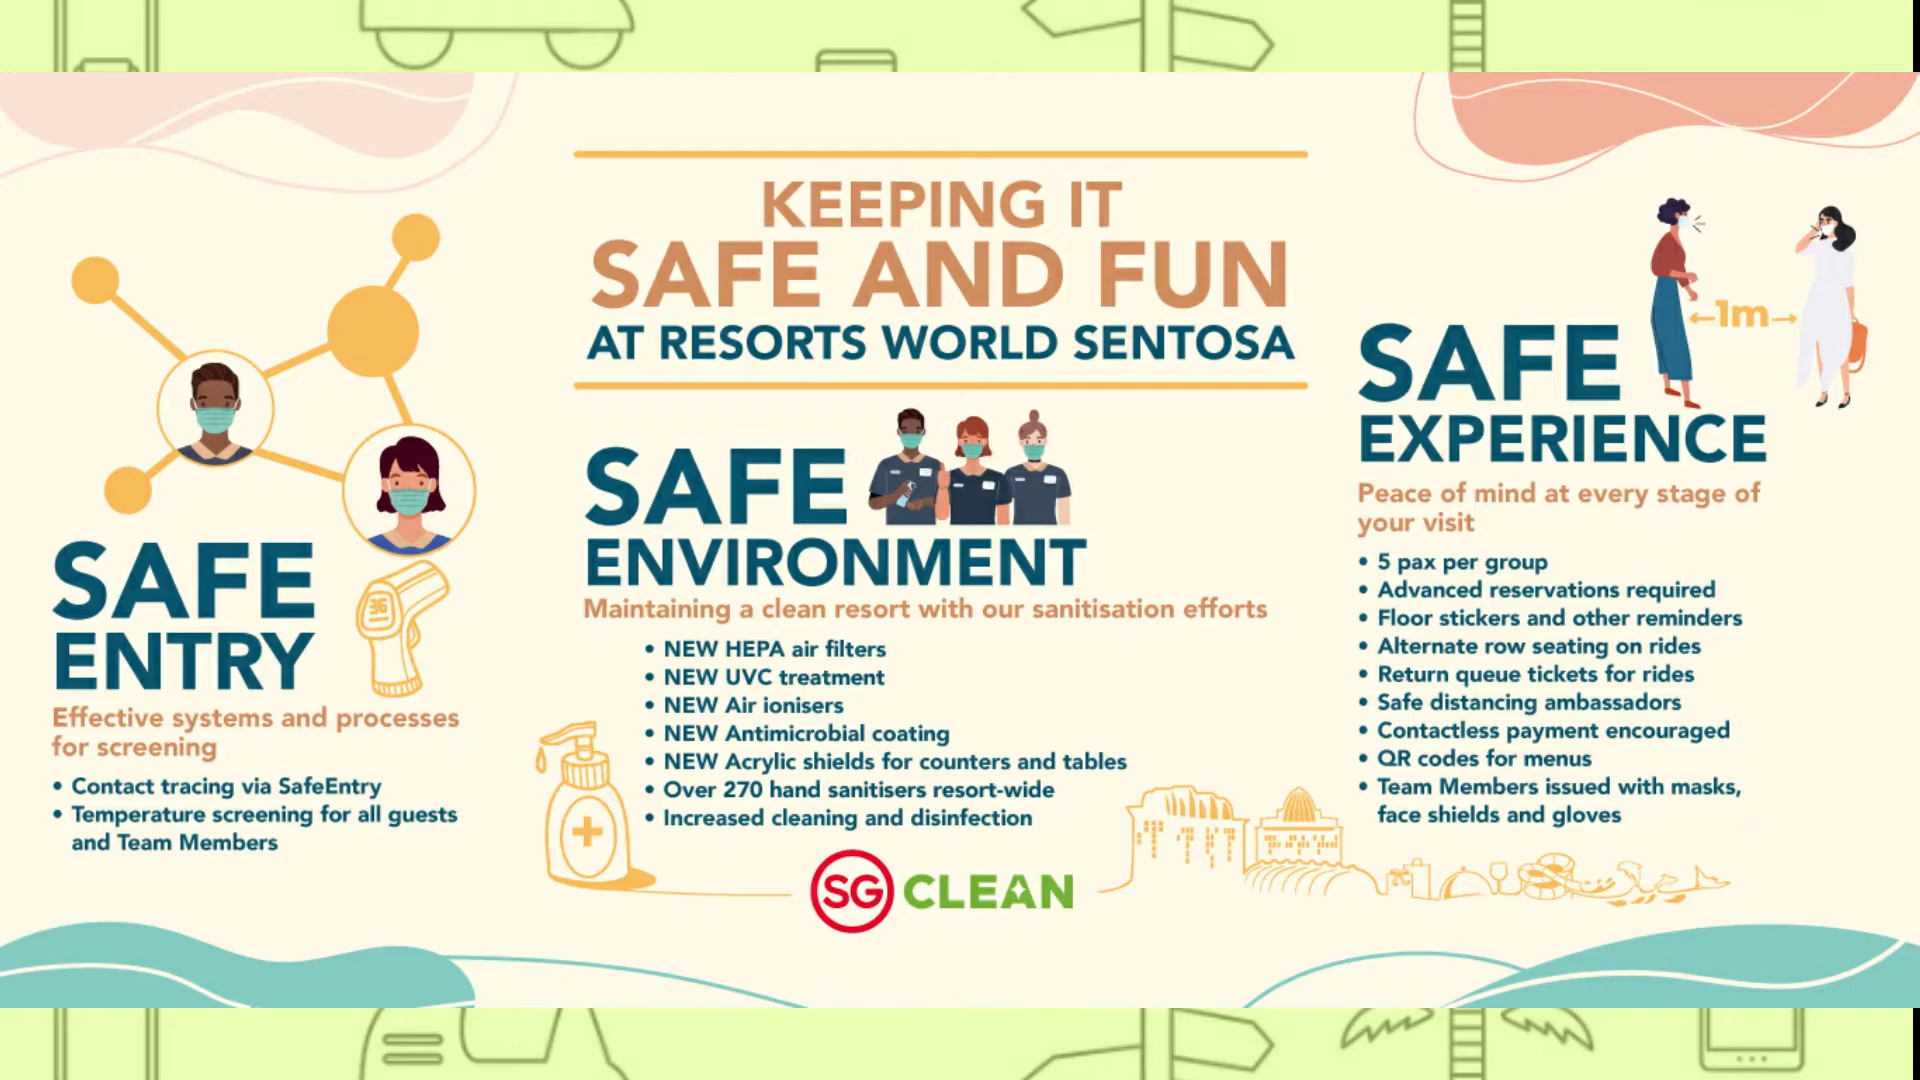 KEEPING IT
SAFE AND FUN
AT RESORTS WORLD SENTOSA
SAFE
ENTRY
36
Effective systems and processes
for screening
• Contact tracing via SafeEntry
• Temperature screening for all guests
and Team Members
SAFE
ENVIRONMENT
Maintaining a clean resort with our sanitisation efforts
• NEW HEPA air filters
• NEW UVC treatment
• NEW Air ionisers
• NEW Antimicrobial coating
• NEW Acrylic shields for counters and tables
• Over 270 hand sanitisers resort-wide
• Increased cleaning and disinfection
SG CLEAN
1m
SAFE
EXPERIENCE
Peace of mind at every stage of
your visit
• 5 pax per group
• Advanced reservations required
• Floor stickers and other reminders
• Alternate row seating on rides
• Return queue tickets for rides
• Safe distancing ambassadors
• Contactless payment encouraged
• QR codes for menus
• Team Members issued with masks,
face shields and gloves